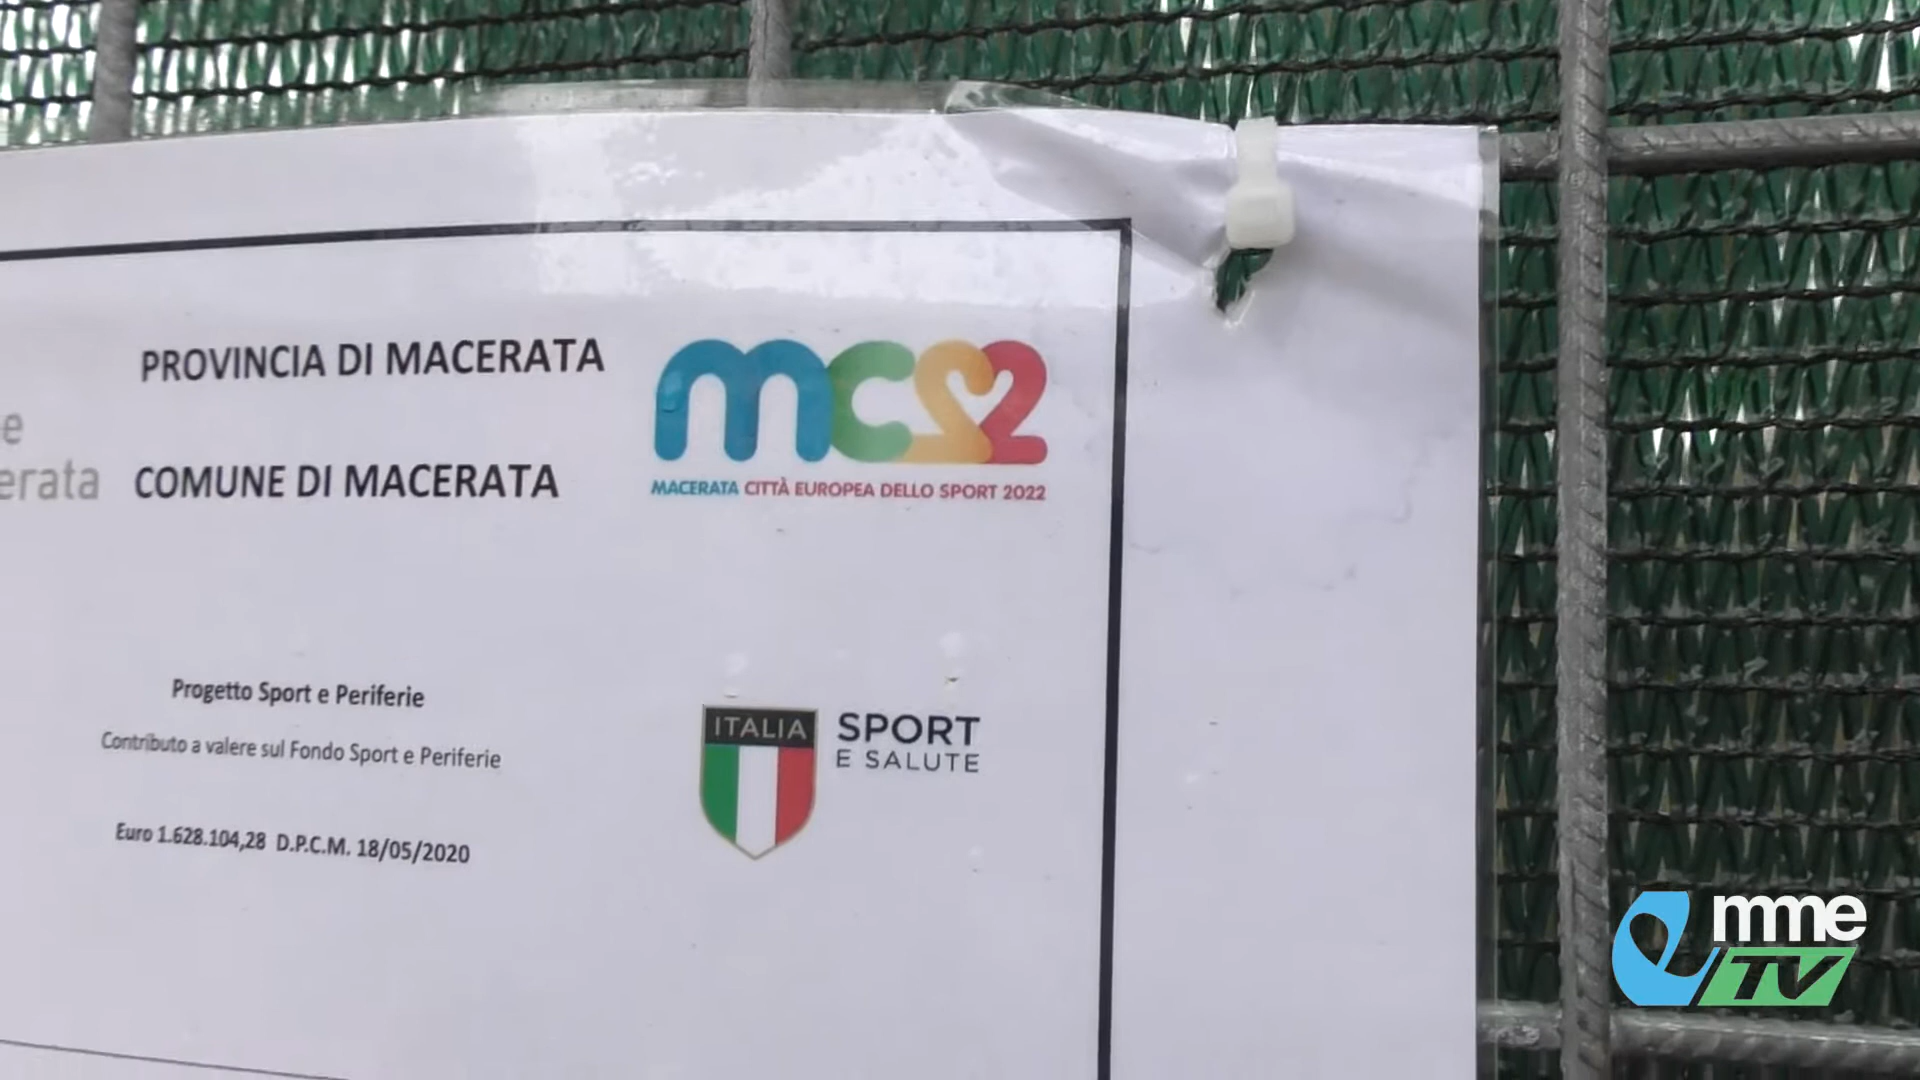 PROVINCIA DI MACERATA
mc22
MACERATA CITTÀ EUROPEA DELLO SPORT 2022
e
erata
COMUNE DI MACERATA
Progetto Sport e Periferie
Contributo a valere sul Fondo Sport e Periferie
Euro 1.628.104,28 D.P.C.M. 18/05/2020
ITALIA
SPORT
E SALUTE
emme
TV